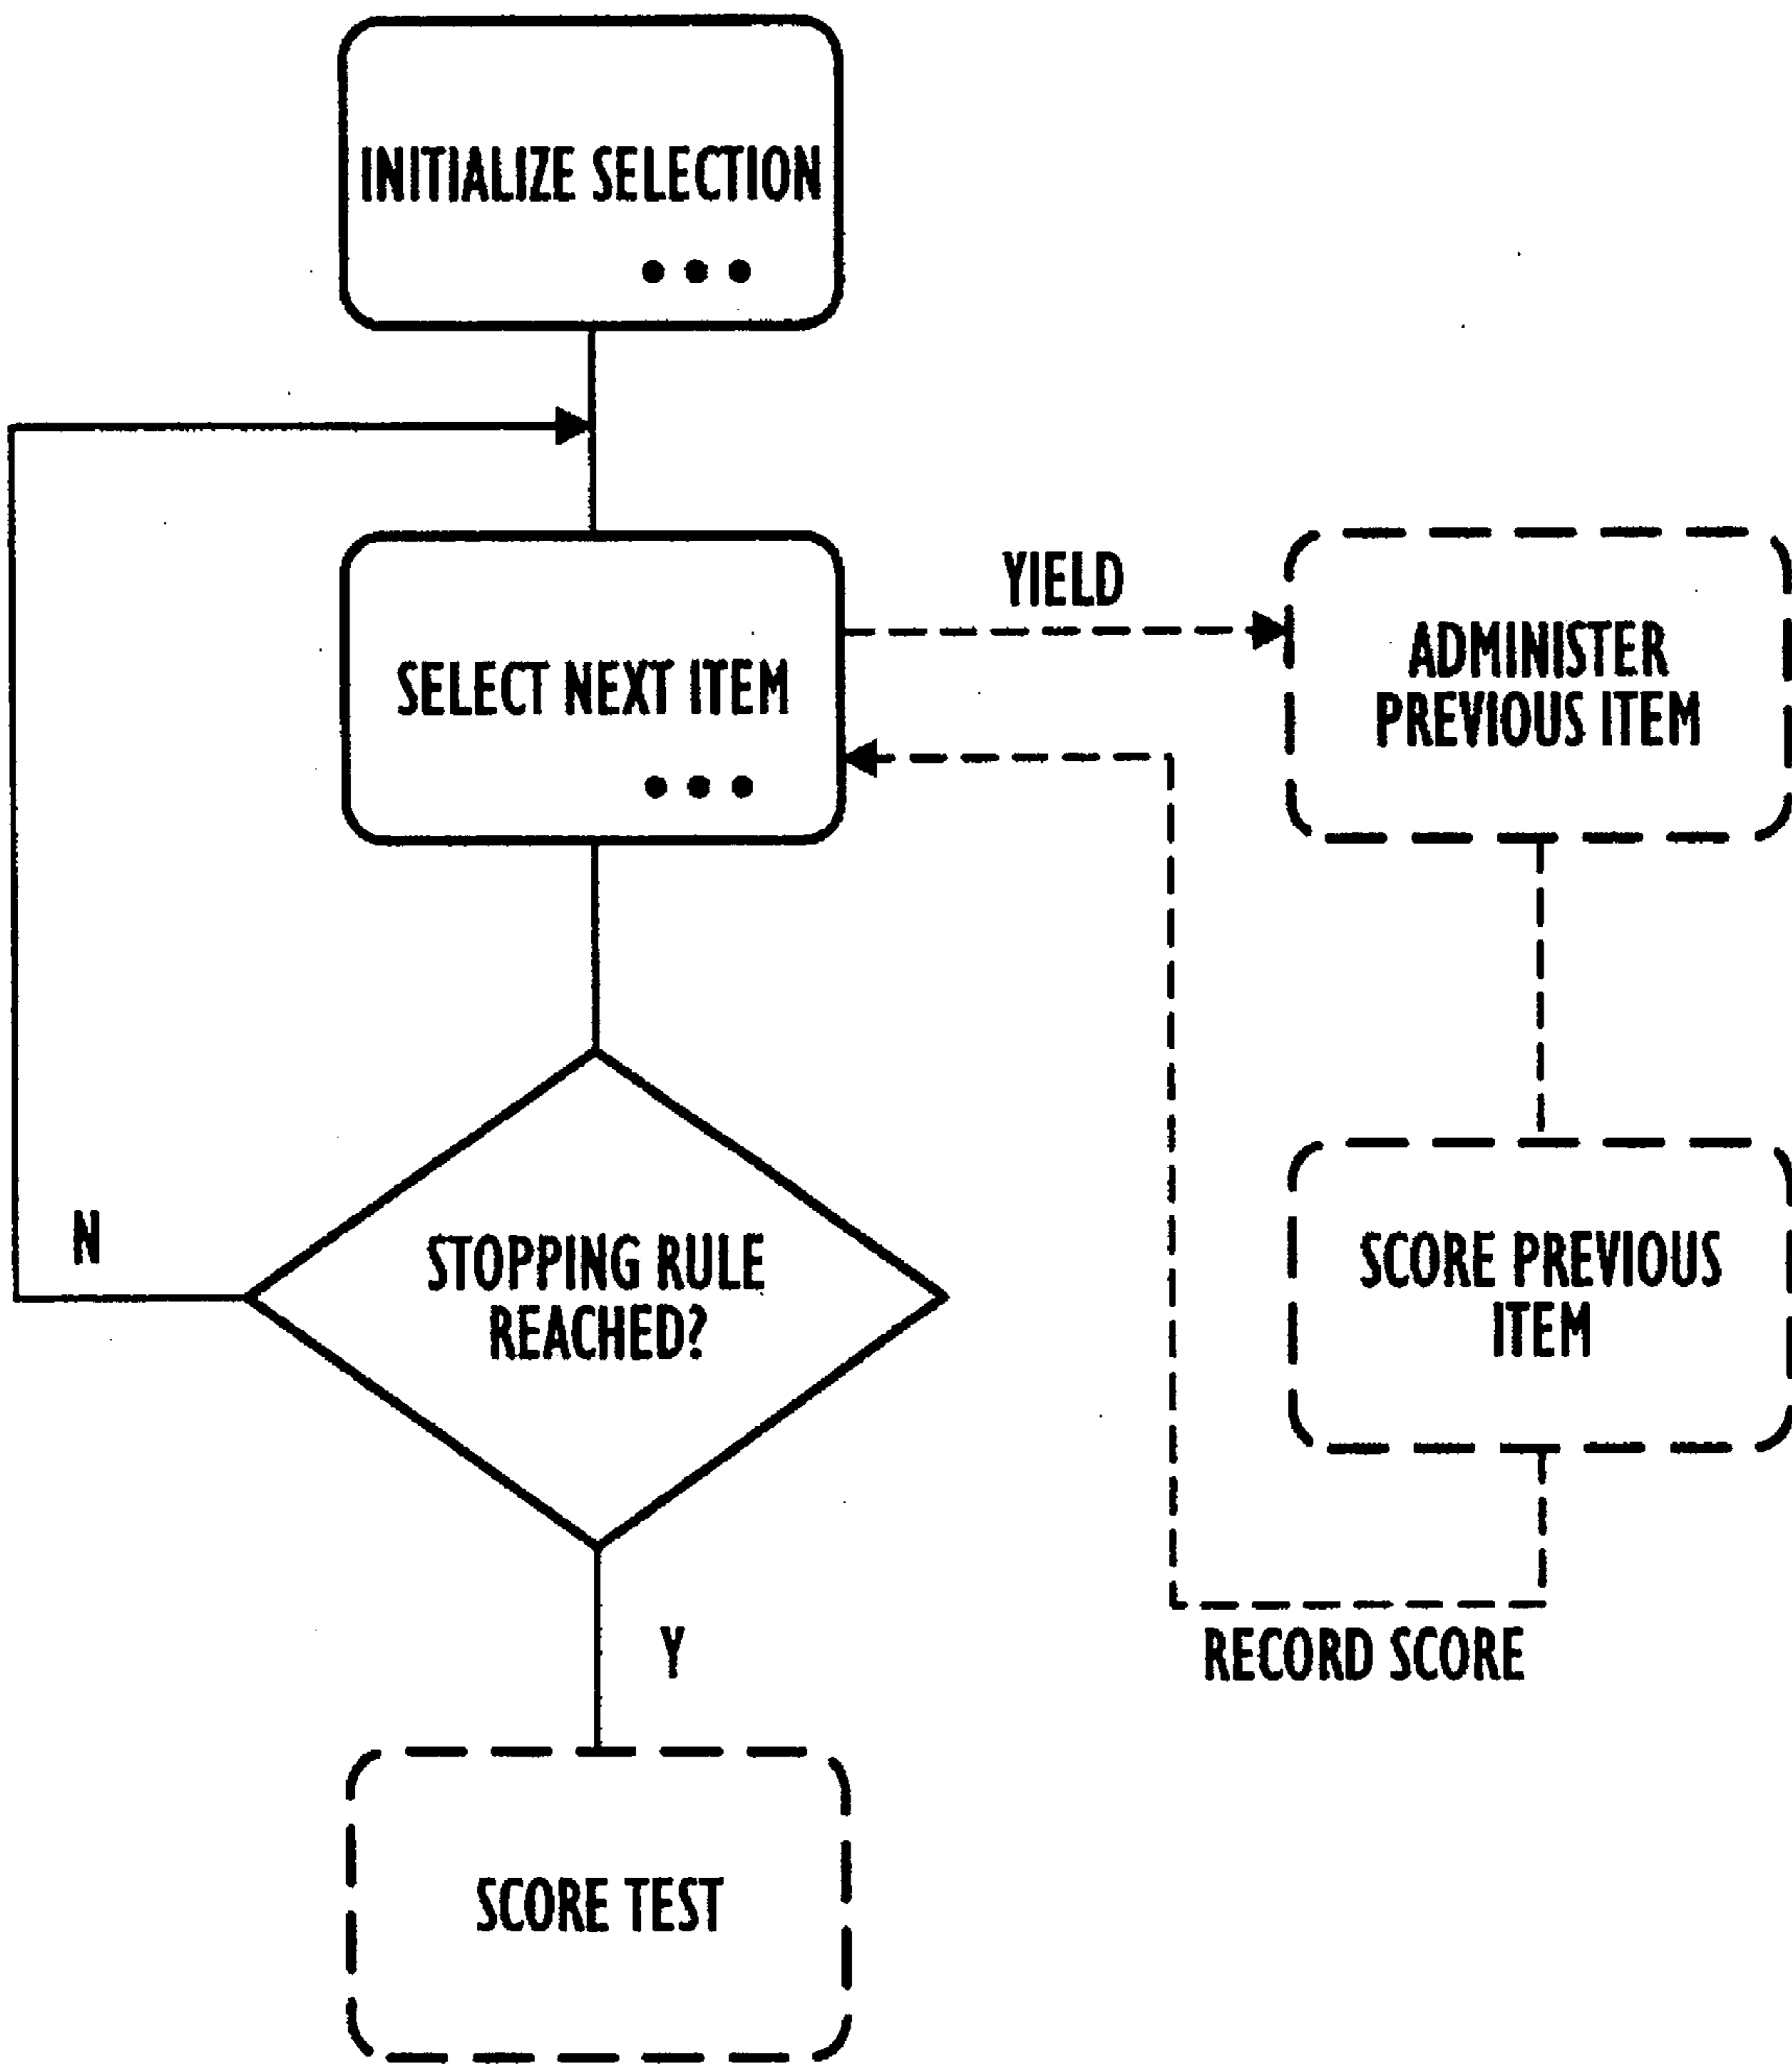 INITIALIZE SELECTION
SELECT NEXT ITEM
YIELD
ADMINISTER
PREVIOUS ITEM
N
STOPPING RULE
REACHED?
SCORE PREVIOUS
ITEM
RECORD SCORE
Y
SCORE TEST